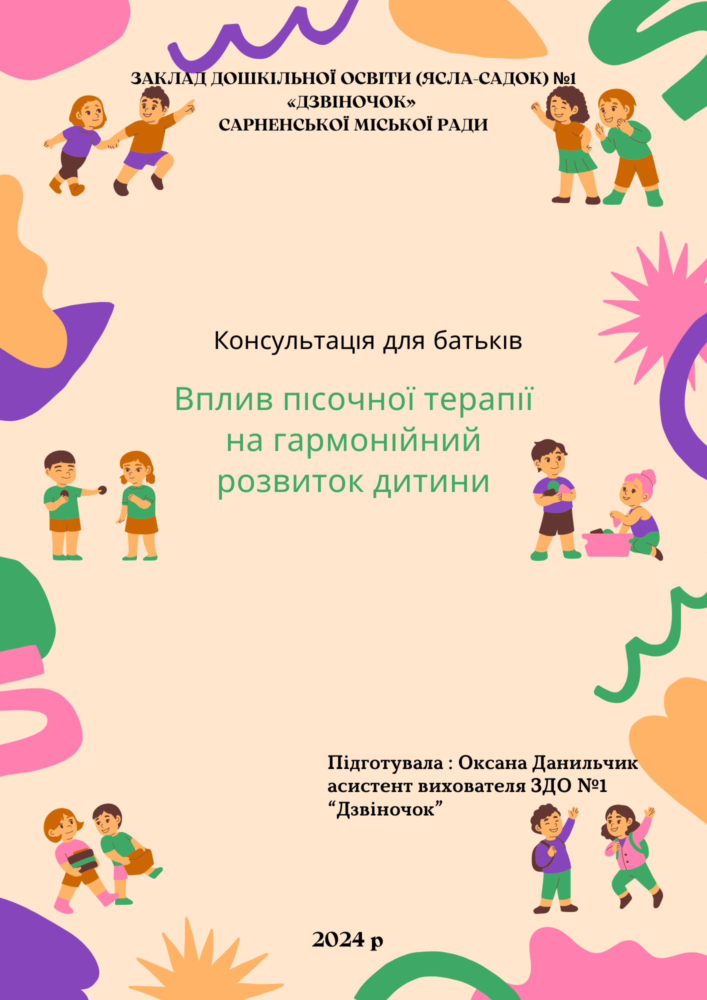 ЗАКЛАД ДОШКІЛЬНОЇ ОСВІТИ (ЯСЛА-САДОК) №1
«ДЗВІНОЧОК»
САРНЕНСЬКОЇ МІСЬКОЇ РАДИ
Консультація для батьків
Вплив пісочної терапії
на гармонійний
розвиток дитини
Підготувала : Оксана Данильчик
асистент вихователя ЗДО №1
“Дзвіночок”
2024 р